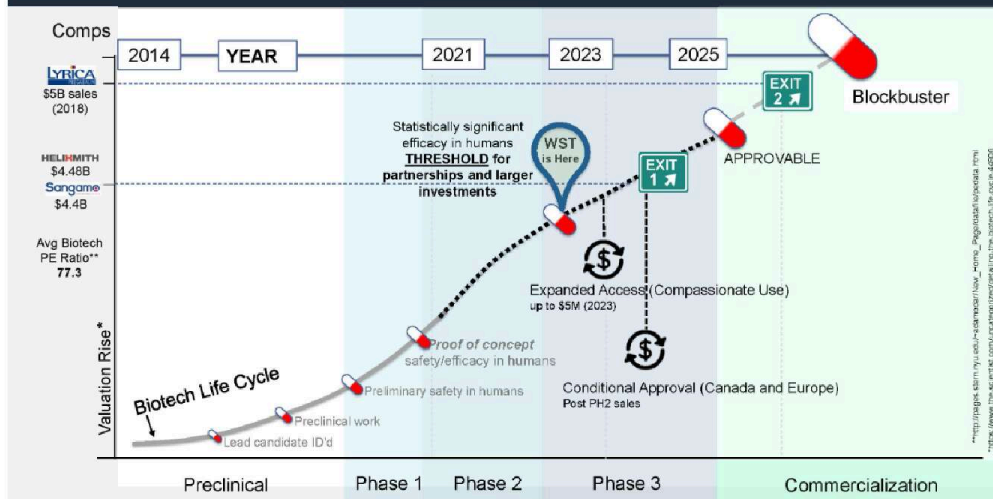 Comps
2014
YEAR
2021
2023
2025
LYRICA
$5B sales
(2018)
HELIXMITH
$4.48B
Sangamo
$4.4B
Avg Biotech
PE Ratio**
77.3
Statistically significant
efficacy in humans
THRESHOLD for
partnerships and larger
investments
WST
is Here
EXIT
1
EXIT
2
Blockbuster
APPROVABLE
Expanded Access (Compassionate Use)
up to $5M (2023)
Conditional Approval (Canada and Europe)
Post PH2 sales
Proof of concept
safety/efficacy in humans
Preliminary safety in humans
Preclinical work
Lead candidate ID'd
Biotech Life Cycle
Valuation Rise*
Preclinical
Phase 1
Phase 2
Phase 3
Commercialization